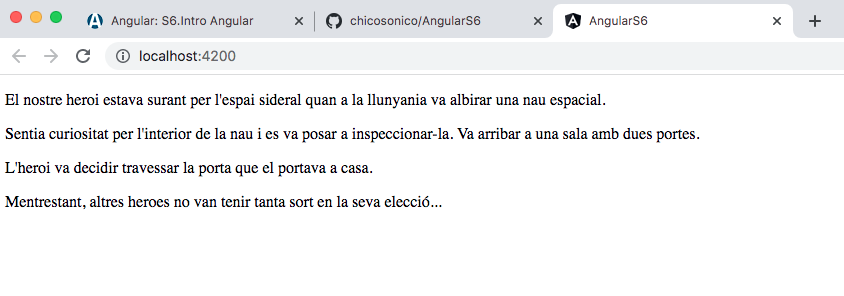 Angular: S6.Intro Angular
chicosonico/AngularS6
AngularS6
localhost:4200
El nostre heroi estava surant per l'espai sideral quan a la llunyania va albirar una nau espacial.
Sentia curiositat per l'interior de la nau i es va posar a inspeccionar-la. Va arribar a una sala amb dues portes.
L'heroi va decidir travessar la porta que el portava a casa.
Mentrestant, altres heroes no van tenir tanta sort en la seva elecció...